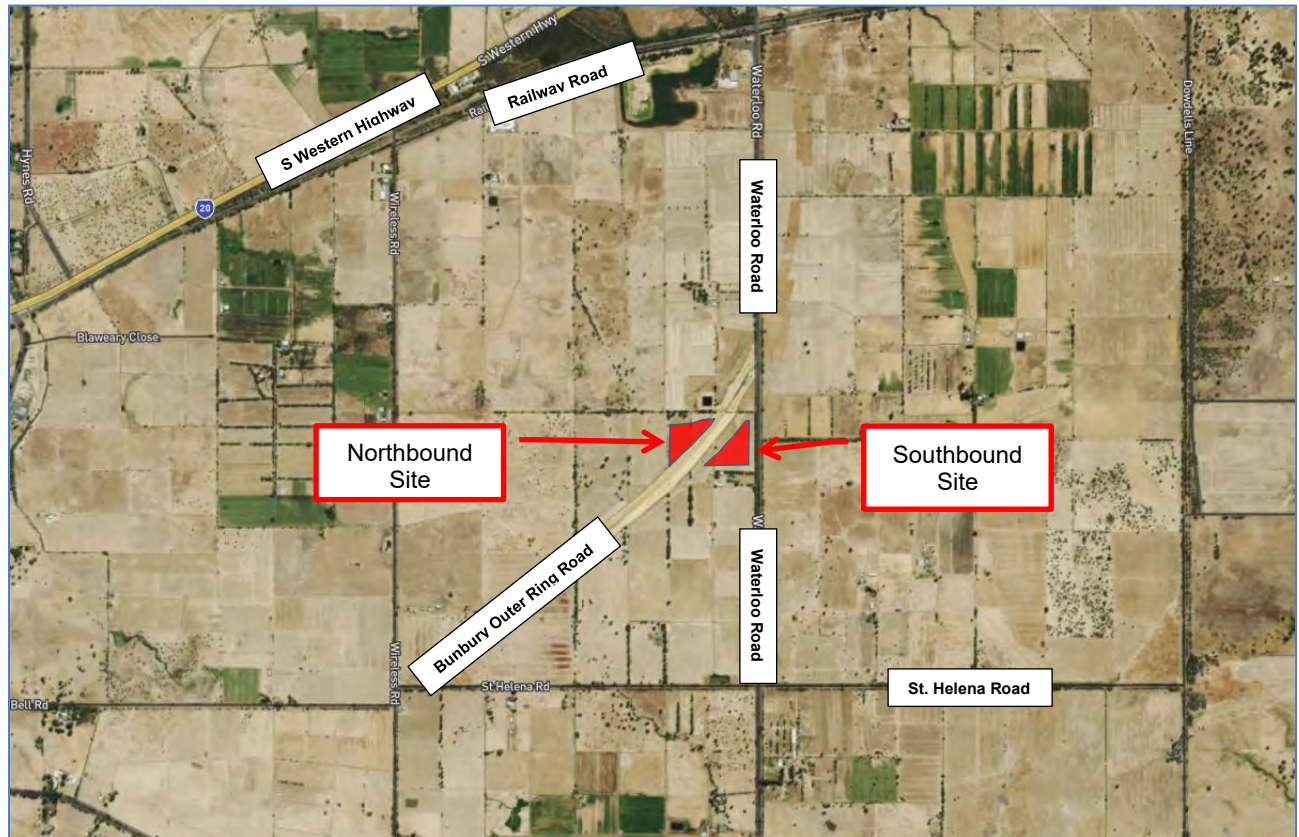 S Western Hwy
S Western Highway
Railway Road
Rai
20
Hynes Rd
Wireless Rd
Waterloo Rd
Dowdells Line
Waterloo Road
Blaweary Close
Northbound
Site
Southbound
Site
W
Waterloo Road
Bunbury Outer Ring Road
Wireless Rd
St Helena Rd
St. Helena Road
Bell Rd